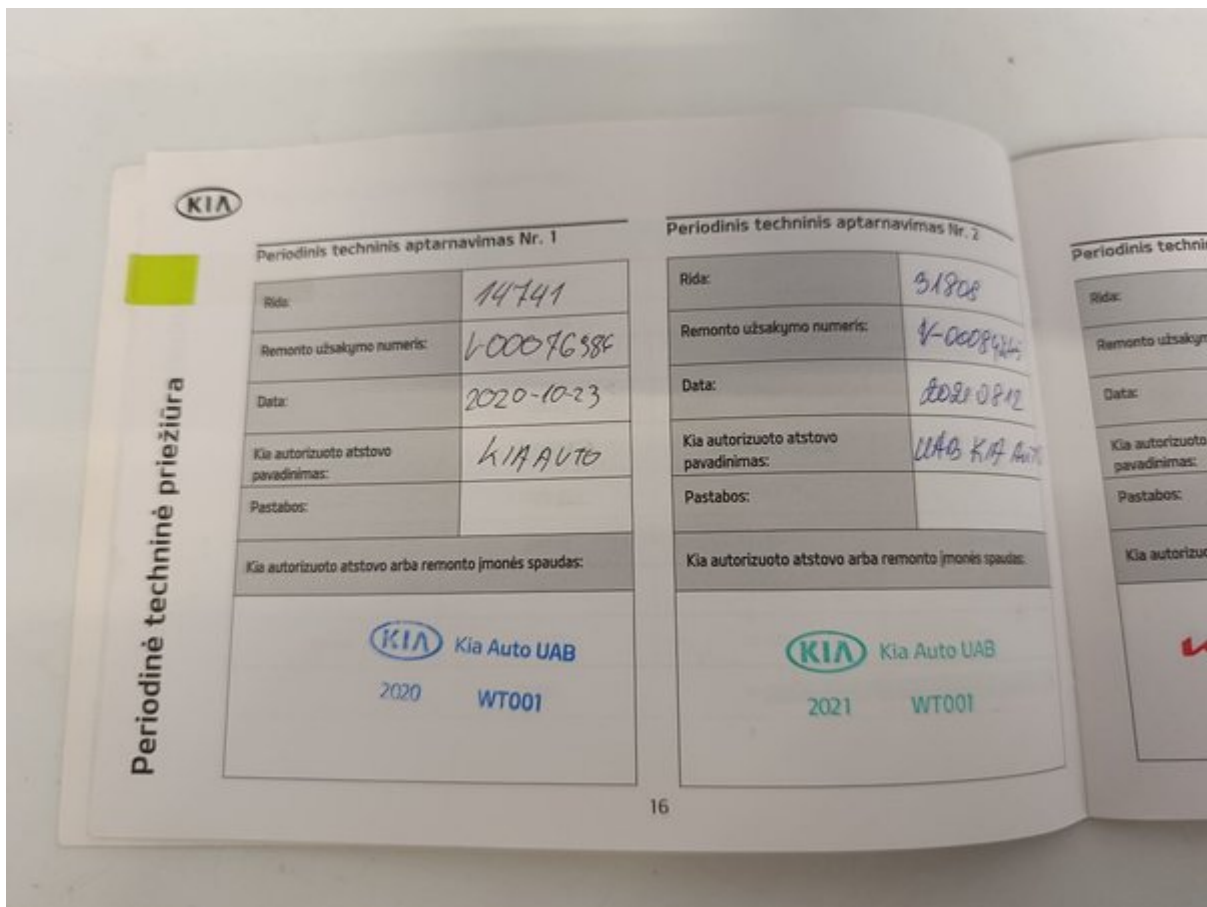 KIA
Periodinė techninė priežiūra
Periodinis techninis aptarnavimas Nr. 1
Rida: 14741
Remonto užsakymo numeris:
Data: 2020-10-23
Kia autorizuoto atstovo
pavadinimas: KIA AUTO
Pastabos:
Kia autorizuoto atstovo arba remonto įmonės spaudas:
KIA Kia Auto UAB
2020 WT001
Periodinis techninis aptarnavimas Nr. 2
Rida: 31808
Remonto užsakymo numeris:
Data: 2021 0812
Kia autorizuoto atstovo
pavadinimas: UAB KIA Auto
Pastabos:
Kia autorizuoto atstovo arba remonto įmonės spaudas:
KIA Kia Auto UAB
2021 WT001
16
Periodinis techni
Rida:
Remonto užsakym
Data:
Kia autorizuoto
pavadinimas:
Pastabos:
Kia autorizuo